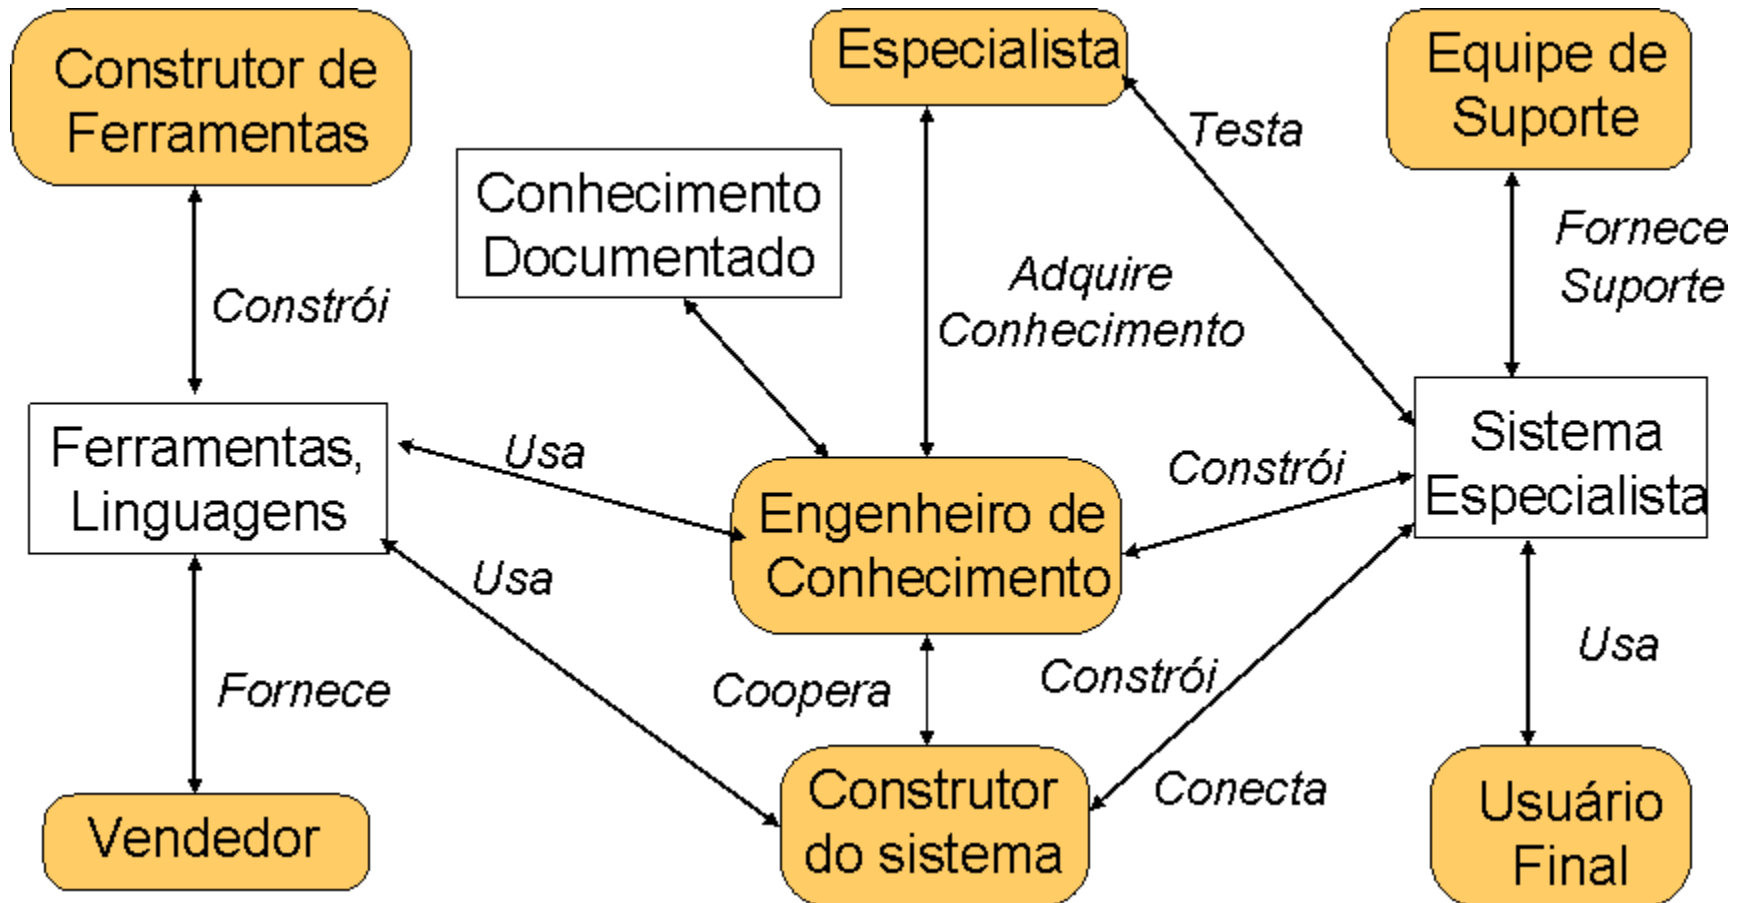 Construtor de
Ferramentas
Especialista
Equipe de
Suporte
Testa
Conhecimento
Documentado
Fornece
Suporte
Adquire
Conhecimento
Constrói
Ferramentas,
Linguagens
Usa
Constrói
Sistema
Especialista
Engenheiro de
Conhecimento
Usa
Usa
Fornece
Coopera
Constrói
Conecta
Vendedor
Construtor
do sistema
Usuário
Final